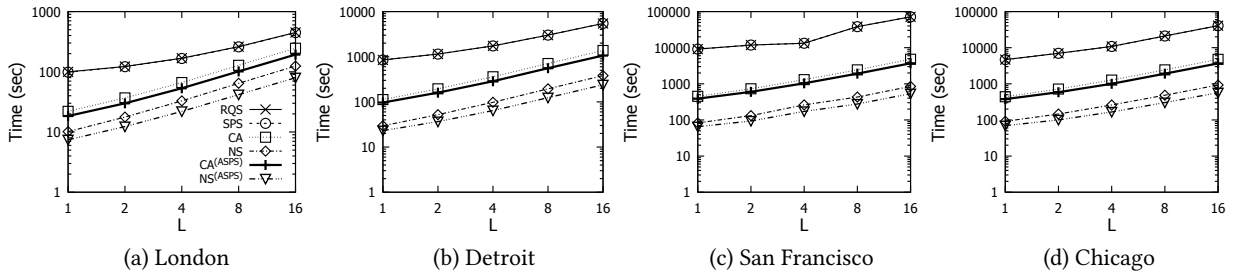 1000
100
10
1
Time (sec)
RQS
SPS
CA
NS
CA(ASPS)
NS(ASPS)
1 2 4 8 16
L
(a) London
10000
1000
100
10
1
Time (sec)
1 2 4 8 16
L
(b) Detroit
100000
10000
1000
100
10
1
Time (sec)
1 2 4 8 16
L
(c) San Francisco
100000
10000
1000
100
10
1
Time (sec)
1 2 4 8 16
L
(d) Chicago